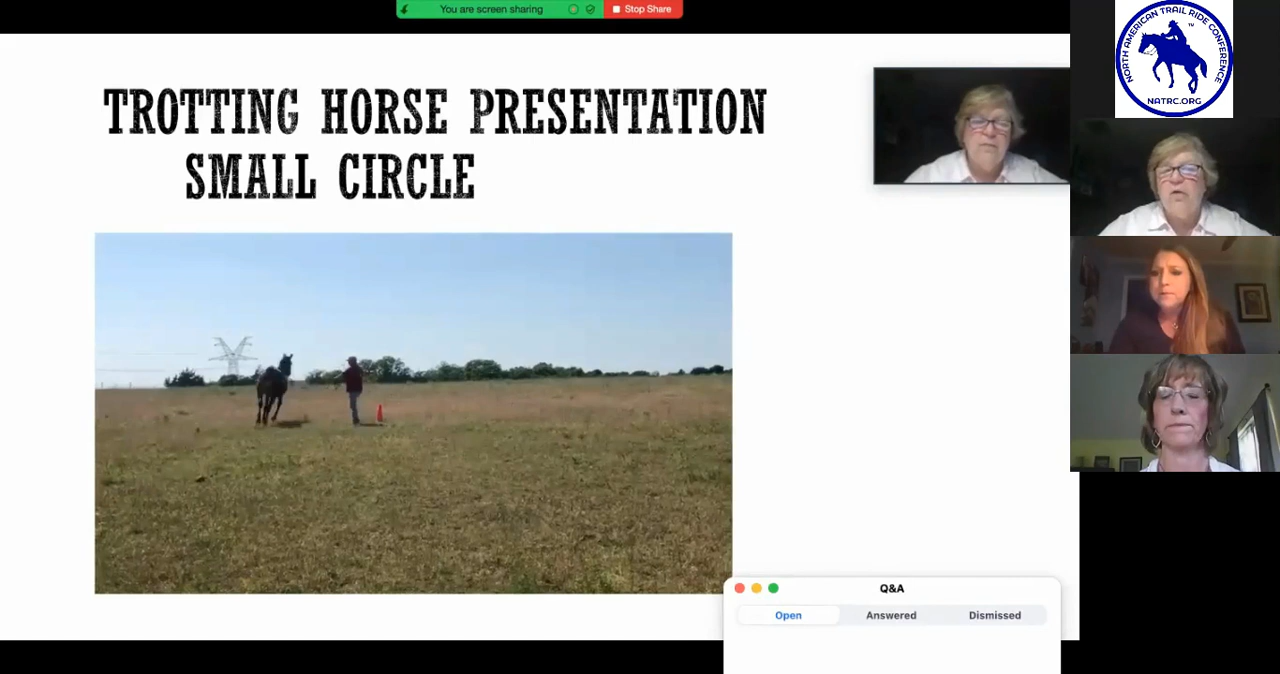 You are screen sharing
Stop Share
TROTTING HORSE PRESENTATION
SMALL CIRCLE
NORTH AMERICAN TRAIL RIDE CONFERENCE
TM
NATRC.ORG
Q&A
Open
Answered
Dismissed